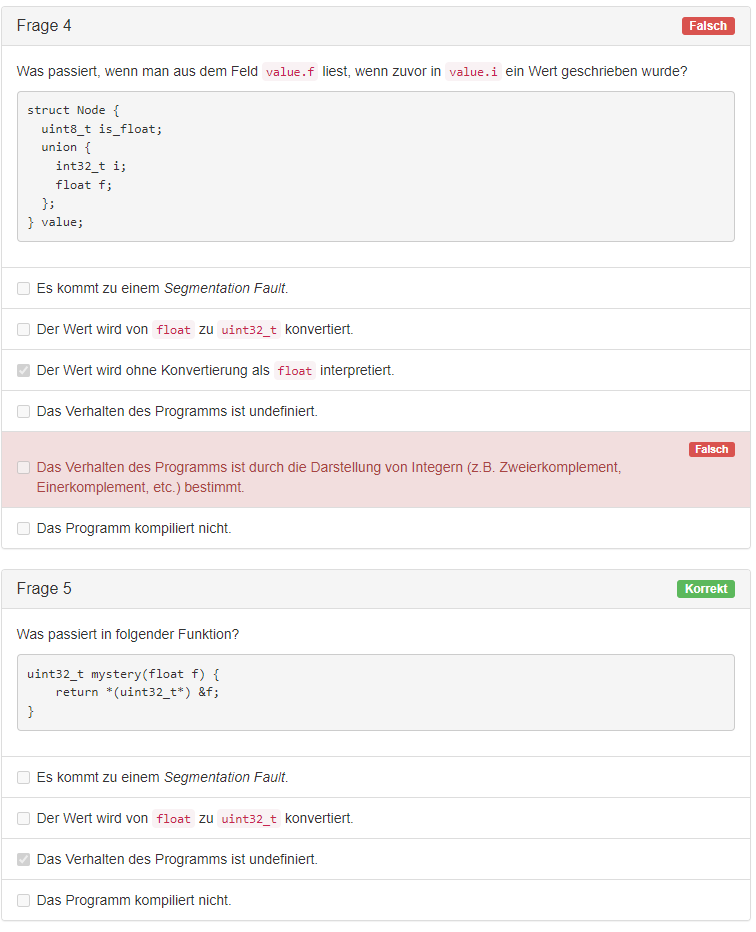 Frage 4
Falsch
Was passiert, wenn man aus dem Feld value.f liest, wenn zuvor in value.i ein Wert geschrieben wurde?
struct Node {
  uint8_t is_float;
  union {
    int32_t i;
    float f;
  };
} value;
Es kommt zu einem Segmentation Fault.
Der Wert wird von float zu uint32_t konvertiert.
Der Wert wird ohne Konvertierung als float interpretiert.
Das Verhalten des Programms ist undefiniert.
Falsch
Das Verhalten des Programms ist durch die Darstellung von Integern (z.B. Zweierkomplement,
Einerkomplement, etc.) bestimmt.
Das Programm kompiliert nicht.
Frage 5
Korrekt
Was passiert in folgender Funktion?
uint32_t mystery(float f) {
    return *(uint32_t*) &f;
}
Es kommt zu einem Segmentation Fault.
Der Wert wird von float zu uint32_t konvertiert.
Das Verhalten des Programms ist undefiniert.
Das Programm kompiliert nicht.